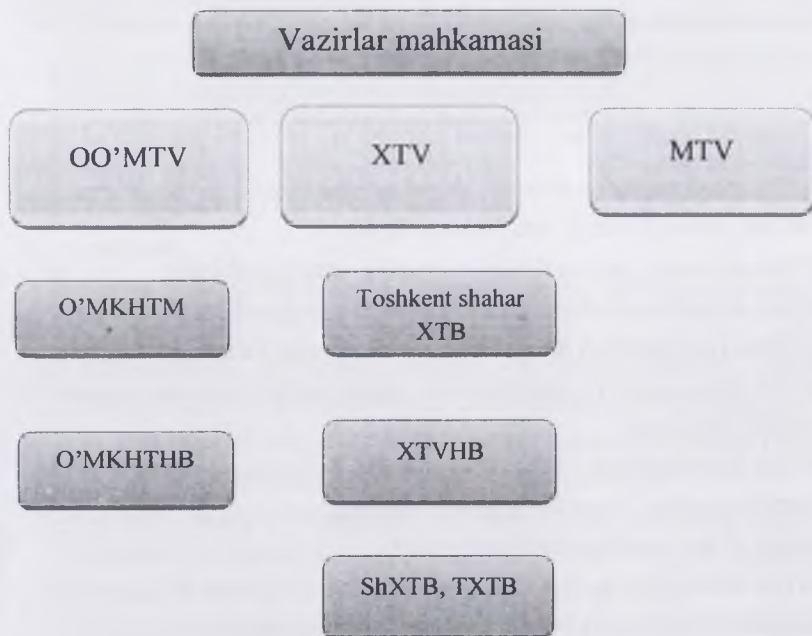 Vazirlar mahkamasi
OO’MTV
XTV
MTV
O’MKHTM
Toshkent shahar
XTB
O’MKHTHB
XTVHB
ShXTB, TXTB